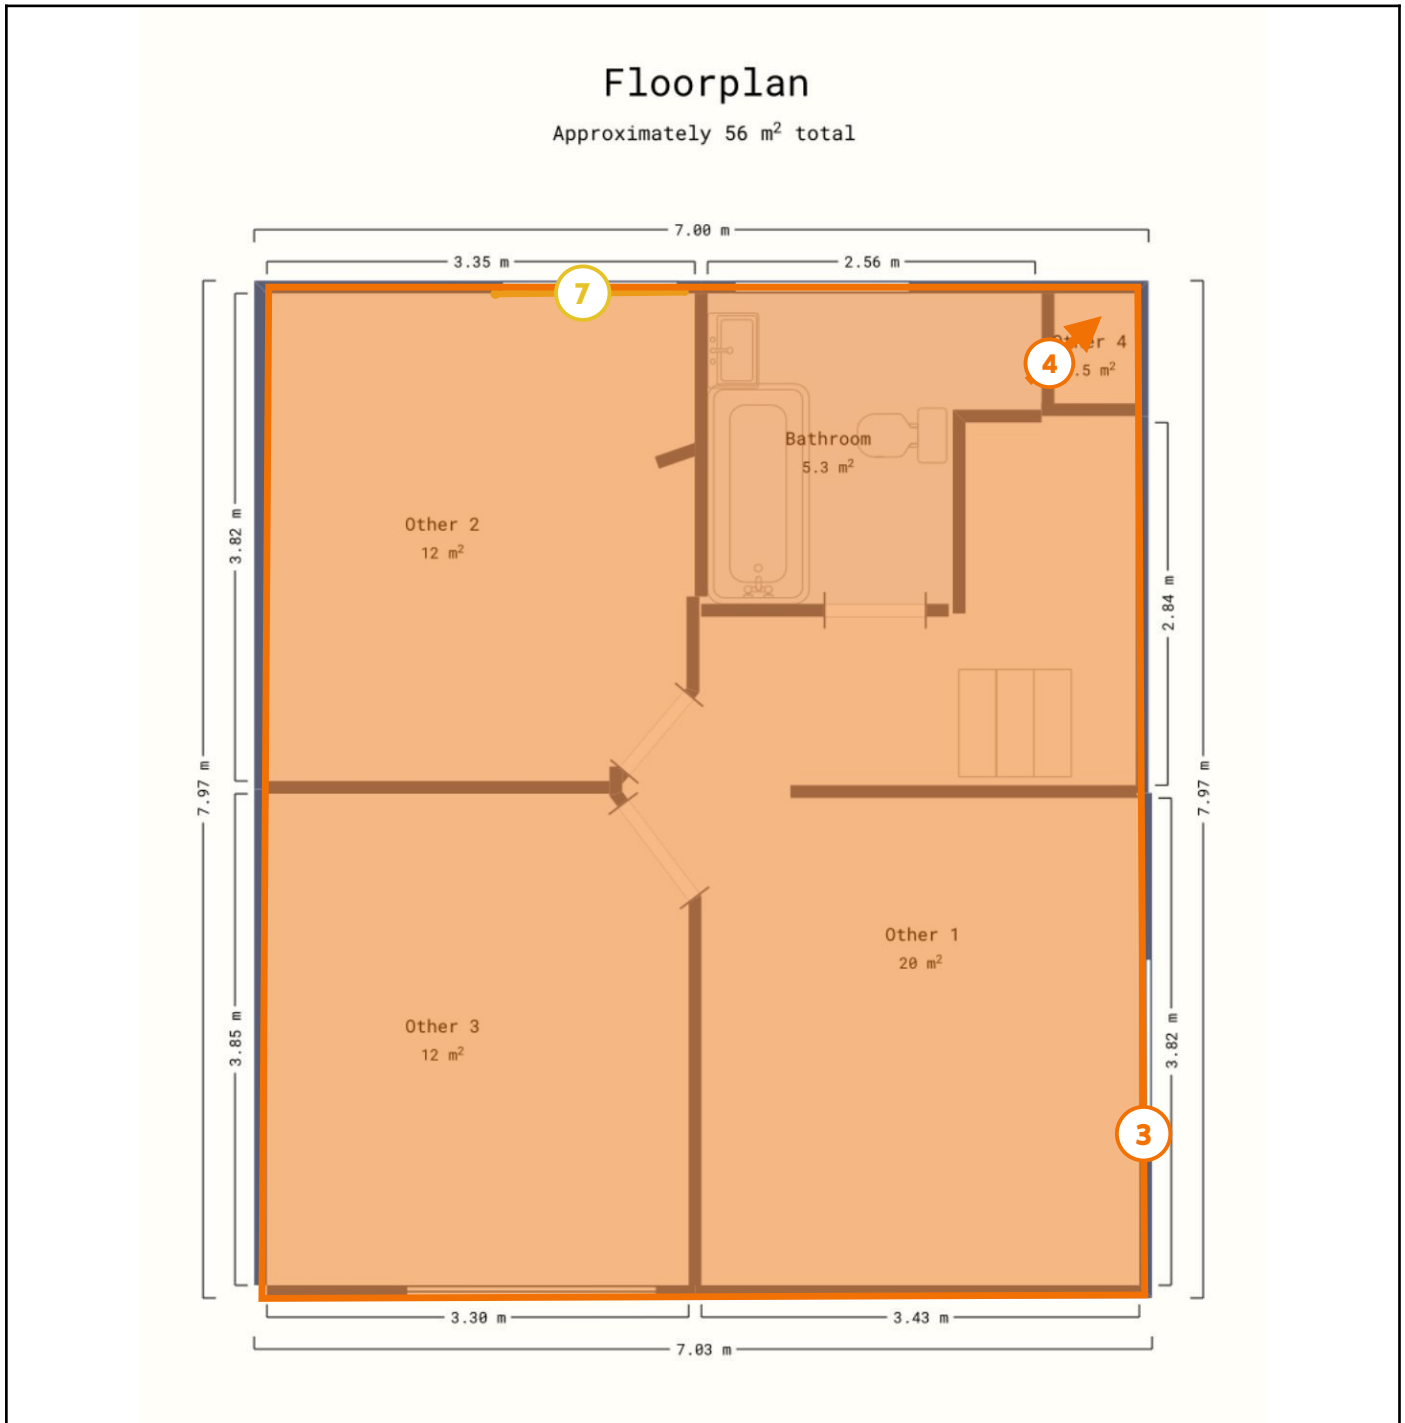 Floorplan
Approximately 56 m² total
7.00 m
3.35 m
2.56 m
7
4
Other 4
.5 m²
Bathroom
5.3 m²
Other 2
12 m²
3.82 m
2.84 m
7.97 m
7.97 m
Other 1
20 m²
Other 3
12 m²
3.85 m
3.82 m
3
3.30 m
3.43 m
7.03 m